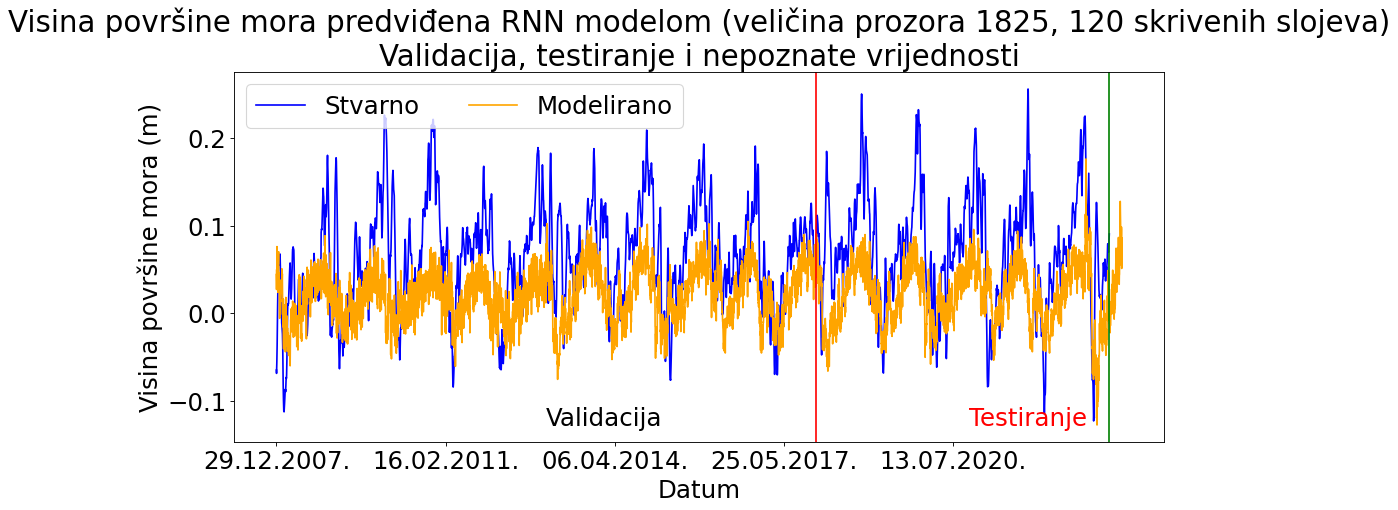 Visina površine mora predviđena RNN modelom (veličina prozora 1825, 120 skrivenih slojeva)
Validacija, testiranje i nepoznate vrijednosti
Stvarno Modelirano
Visina površine mora (m)
0.2
0.1
0.0
−0.1
Validacija
Testiranje
29.12.2007. 16.02.2011. 06.04.2014. 25.05.2017. 13.07.2020.
Datum